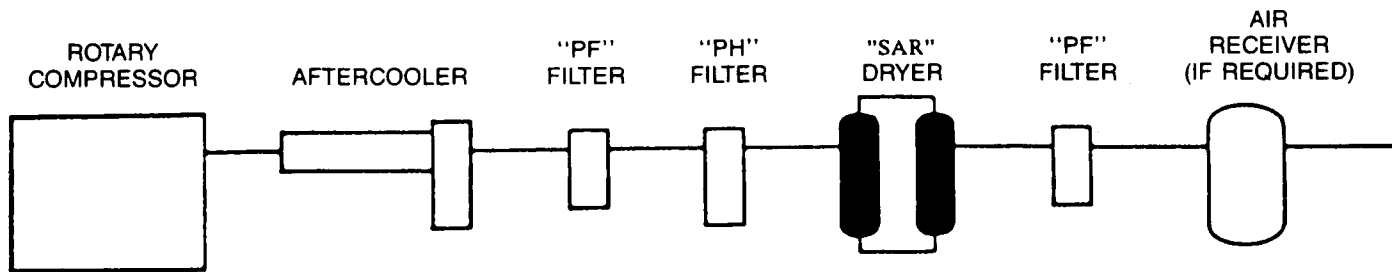 ROTARY
COMPRESSOR
AFTERCOOLER
"PF"
FILTER
"PH"
FILTER
"SAR"
DRYER
"PF"
FILTER
AIR
RECEIVER
(IF REQUIRED)